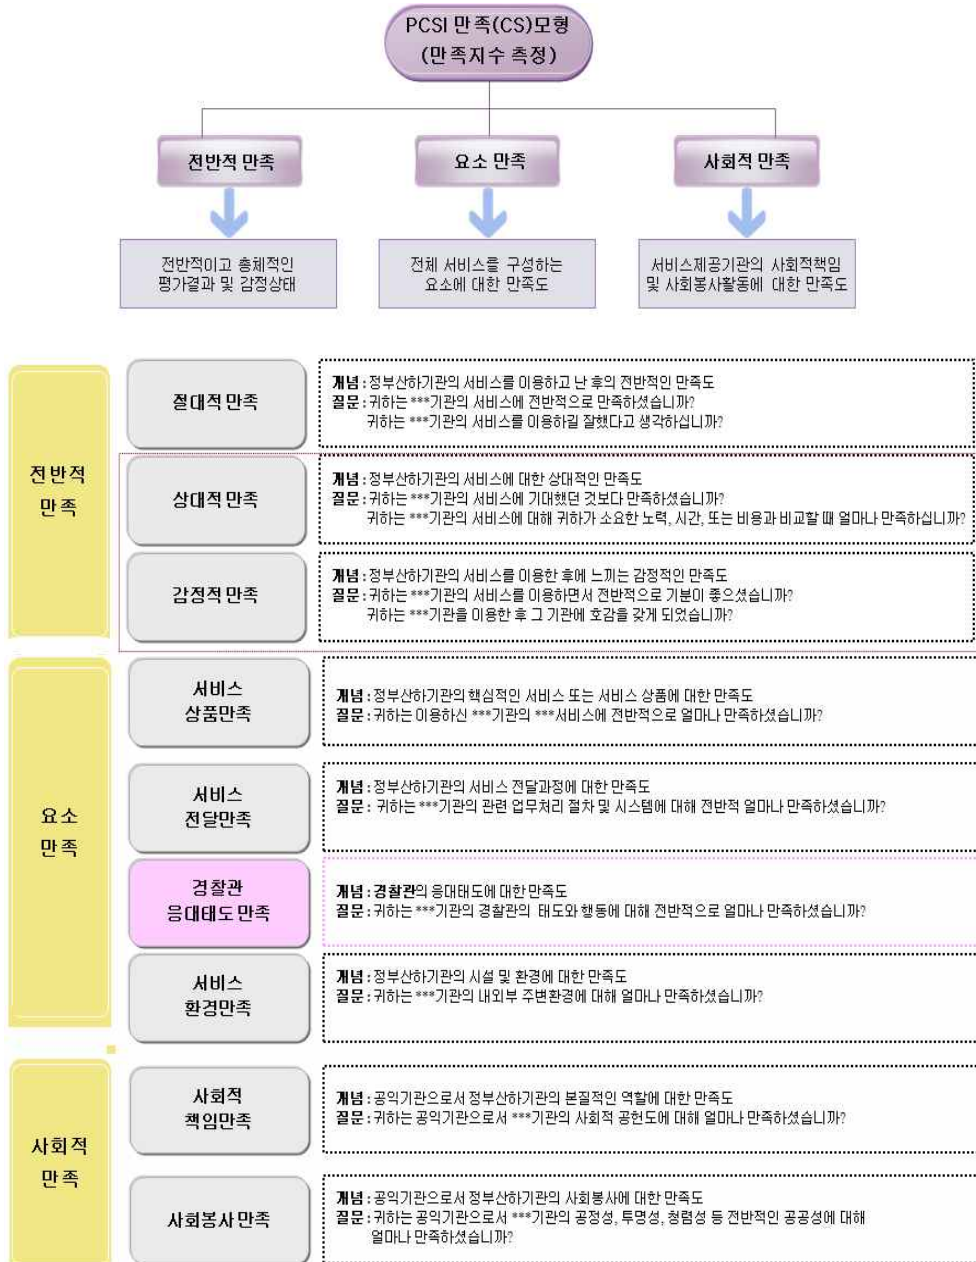 PCSI 만족(CS)모형
(만족지수 측정)
전반적 만족
요소 만족
사회적 만족
전반적이고 총체적인
평가결과 및 감정상태
전체 서비스를 구성하는
요소에 대한 만족도
서비스제공기관의 사회적책임
및 사회봉사활동에 대한 만족도
전반적
만족
절대적 만족
개념 : 정부산하기관의 서비스를 이용하고 난 후의 전반적인 만족도
질문 : 귀하는 ***기관의 서비스에 전반적으로 만족하셨습니까?
귀하는 ***기관의 서비스를 이용하길 잘했다고 생각하십니까?
상대적 만족
개념 : 정부산하기관의 서비스에 대한 상대적인 만족도
질문 : 귀하는 ***기관의 서비스에 기대했던 것보다 만족하셨습니까?
귀하는 ***기관의 서비스에 대해 귀하가 소요한 노력, 시간, 또는 비용과 비교할 때 얼마나 만족하십니까?
감정적 만족
개념 : 정부산하기관의 서비스를 이용한 후에 느끼는 감정적인 만족도
질문 : 귀하는 ***기관의 서비스를 이용하면서 전반적으로 기분이 좋으셨습니까?
귀하는 ***기관을 이용한 후 그 기관에 호감을 갖게 되었습니까?
요소
만족
서비스
상품만족
개념 : 정부산하기관의 핵심적인 서비스 또는 서비스 상품에 대한 만족도
질문 : 귀하는 이용하신 ***기관의 ***서비스에 전반적으로 얼마나 만족하셨습니까?
서비스
전달만족
개념 : 정부산하기관의 서비스 전달과정에 대한 만족도
질문 : 귀하는 ***기관의 관련 업무처리 절차 및 시스템에 대해 전반적 얼마나 만족하셨습니까?
경찰관
응대태도 만족
개념 : 경찰관의 응대태도에 대한 만족도
질문 : 귀하는 ***기관의 경찰관의 태도와 행동에 대해 전반적으로 얼마나 만족하셨습니까?
서비스
환경만족
개념 : 정부산하기관의 시설 및 환경에 대한 만족도
질문 : 귀하는 ***기관의 내외부 주변환경에 대해 얼마나 만족하셨습니까?
사회적
만족
사회적
책임만족
개념 : 공익기관으로서 정부산하기관의 본질적인 역할에 대한 만족도
질문 : 귀하는 공익기관으로서 ***기관의 사회적 공헌도에 대해 얼마나 만족하셨습니까?
사회봉사 만족
개념 : 공익기관으로서 정부산하기관의 사회봉사에 대한 만족도
질문 : 귀하는 공익기관으로서 ***기관의 공정성, 투명성, 청렴성 등 전반적인 공공성에 대해
얼마나 만족하셨습니까?